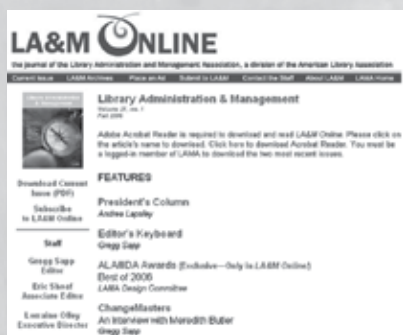 LA&M ONLINE
the journal of the Library Administration and Management Association, a division of the American Library Association
Current Issue LA&M Archives Place an Ad Submit to LA&M Contact the Staff About LA&M LAMA Home
Library Administration & Management
Fall 2006
Adobe Acrobat Reader is required to download and read LA&M Online. Please click on
the article's name to download. Click here to download Acrobat Reader. You must be
a logged-in member of LAMA to download the two most recent issues.
Download Current
Issue (PDF)
Subscribe
to LA&M Online
Staff
Gregg Sapp
Editor
Eric Shoaf
Associate Editor
Lorraine Olley
Executive Director
FEATURES
President's Column
Andrea Lapsley
Editor's Keyboard
Gregg Sapp
ALA/IIDA Awards (Exclusive—Only in LA&M Online!)
Best of 2006
LAMA Design Committee
ChangeMasters
An Interview with Meredith Butler
Gregg Sapp